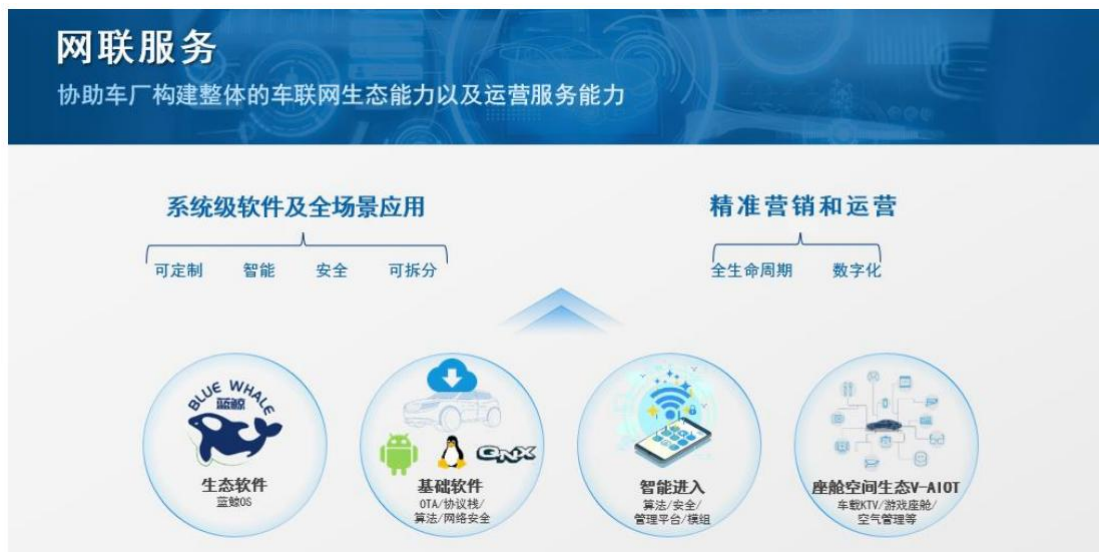 网联服务
协助车厂构建整体的车联网生态能力以及运营服务能力
系统级软件及全场景应用
可定制 智能 安全 可拆分
精准营销和运营
全生命周期 数字化
BLUE WHALE
蓝鲸
生态软件
蓝鲸OS
QNX
基础软件
OTA/协议栈/
算法/网络安全
智能进入
算法/安全/
管理平台/模组
座舱空间生态V-AIOT
车载KTV/游戏座舱/
空气管理等